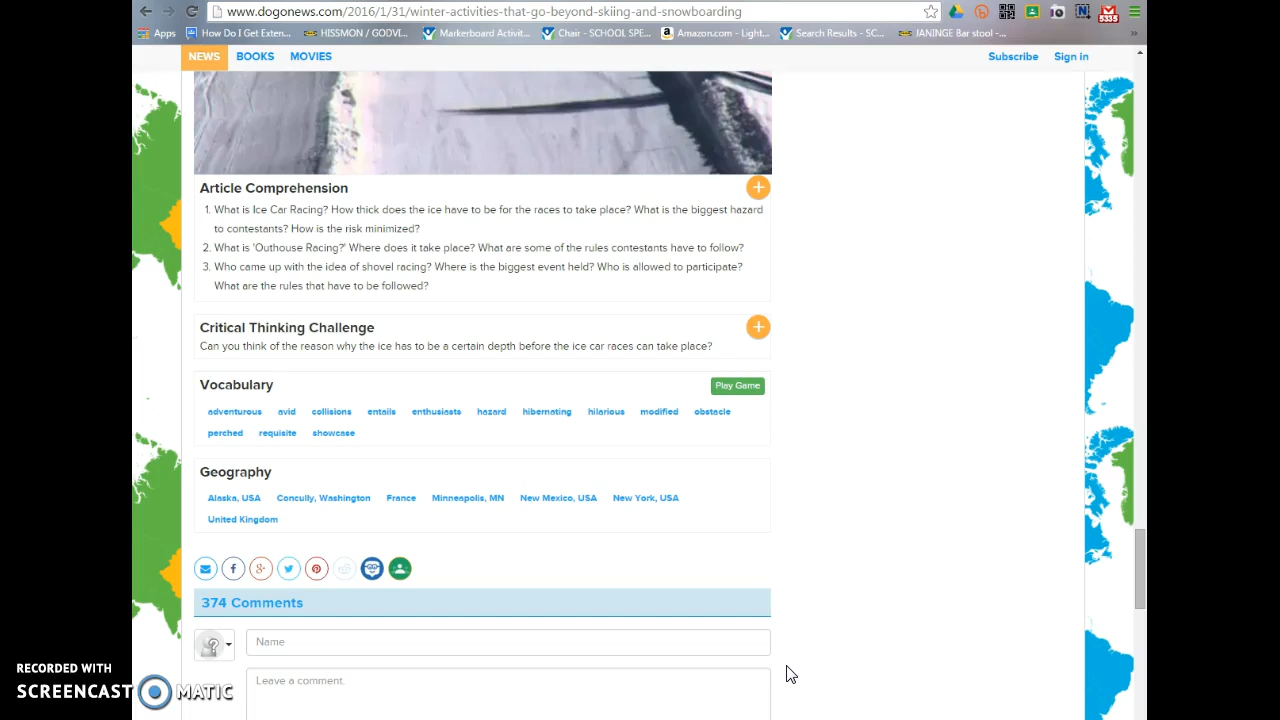 www.dogonews.com/2016/1/31/winter-activities-that-go-beyond-skiing-and-snowboarding
5335
Apps How Do I Get Exten.. HISSMON / GODVI... Markerboard Activit... Chair - SCHOOL SPE... Amazon.com - Light... Search Results - SC... JANINGE Bar stool -...
NEWS BOOKS MOVIES Subscribe Sign in
Article Comprehension
1. What is Ice Car Racing? How thick does the ice have to be for the races to take place? What is the biggest hazard
to contestants? How is the risk minimized?
2. What is 'Outhouse Racing?' Where does it take place? What are some of the rules contestants have to follow?
3. Who came up with the idea of shovel racing? Where is the biggest event held? Who is allowed to participate?
What are the rules that have to be followed?
Critical Thinking Challenge
Can you think of the reason why the ice has to be a certain depth before the ice car races can take place?
Vocabulary Play Game
adventurous avid collisions entails enthusiasts hazard hibernating hilarious modified obstacle
perched requisite showcase
Geography
Alaska, USA Concully, Washington France Minneapolis, MN New Mexico, USA New York, USA
United Kingdom
374 Comments
Name
Leave a comment.
RECORDED WITH
SCREENCAST MATIC